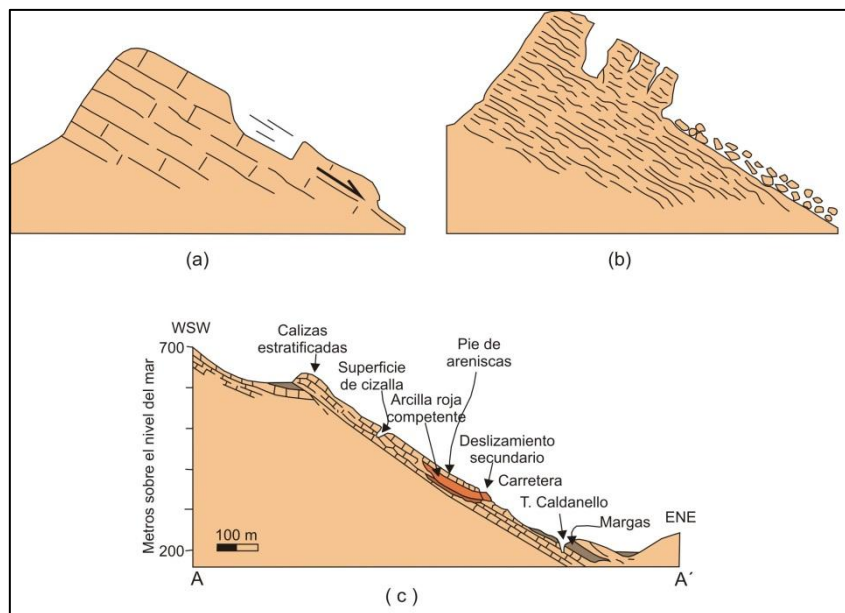 (a)
(b)
WSW
Calizas
estratificadas
Pie de
areniscas
Superficie
de cizalla
Arcilla roja
competente
Deslizamiento
secundario
Carretera
T. Caldanello
Margas
ENE
Metros sobre el nivel del mar
700
200
100 m
A
A´
( c )